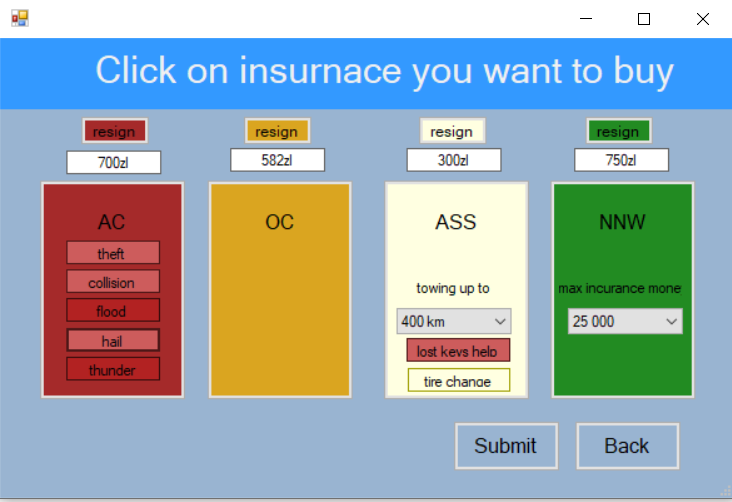 Click on insurnace you want to buy
resign
resign
resign
resign
700zl
582zl
300zl
750zl
AC
theft
collision
flood
hail
thunder
OC
ASS
towing up to
400 km
lost keys help
tire change
NNW
max incurance mone
25 000
Submit
Back